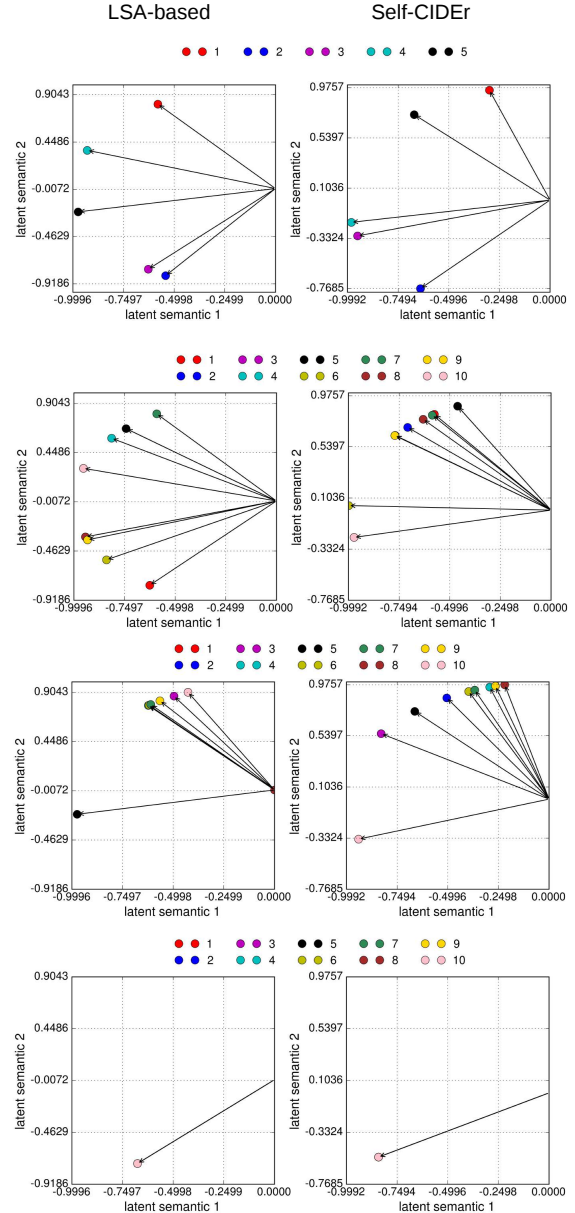 LSA-based Self-CIDEr
1 2 3 4 5
0.9043 0.9757
0.4486 0.5397
-0.0072 0.1036
-0.4629 -0.3324
-0.9186 -0.7685
-0.9996 -0.7497 -0.4998 -0.2499 0.0000 -0.9992 -0.7494 -0.4996 -0.2498 0.0000
latent semantic 2 latent semantic 2
latent semantic 1 latent semantic 1
1 3 5 7 9 1 3 5 7 9
2 4 6 8 10 2 4 6 8 10
0.9043 0.9757
0.4486 0.5397
-0.0072 0.1036
-0.4629 -0.3324
-0.9186 -0.7685
-0.9996 -0.7497 -0.4998 -0.2499 0.0000 -0.9992 -0.7494 -0.4996 -0.2498 0.0000
latent semantic 2 latent semantic 2
latent semantic 1 latent semantic 1
1 3 5 7 9
2 4 6 8 10
0.9043 0.9757
0.4486 0.5397
-0.0072 0.1036
-0.4629 -0.3324
-0.9186 -0.7685
-0.9996 -0.7497 -0.4998 -0.2499 0.0000 -0.9992 -0.7494 -0.4996 -0.2498 0.0000
latent semantic 2 latent semantic 2
latent semantic 1 latent semantic 1
1 3 5 7 9
2 4 6 8 10
0.9043 0.9757
0.4486 0.5397
-0.0072 0.1036
-0.4629 -0.3324
-0.9186 -0.7685
-0.9996 -0.7497 -0.4998 -0.2499 0.0000 -0.9992 -0.7494 -0.4996 -0.2498 0.0000
latent semantic 2 latent semantic 2
latent semantic 1 latent semantic 1